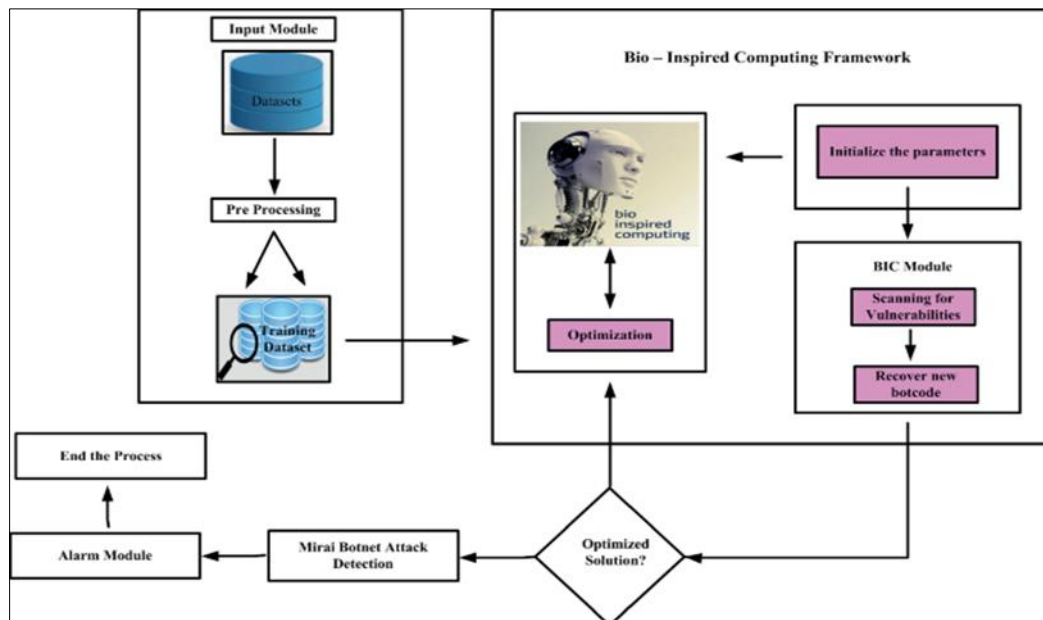 Input Module
Datasets
Pre Processing
Training
Dataset
Bio – Inspired Computing Framework
bio
inspired
computing
Optimization
Initialize the parameters
BIC Module
Scanning for
Vulnerabilities
Recover new
botcode
Optimized
Solution?
Mirai Botnet Attack
Detection
Alarm Module
End the Process